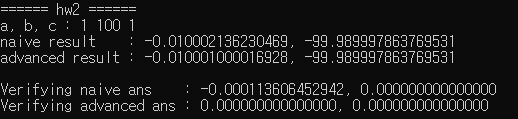 ====== hw2 ======
a, b, c : 1 100 1
naive result    : -0.010002136230469, -99.989997863769531
advanced result : -0.010001000016928, -99.989997863769531

Verifying naive ans    : -0.000113606452942, 0.000000000000000
Verifying advanced ans : 0.000000000000000, 0.000000000000000